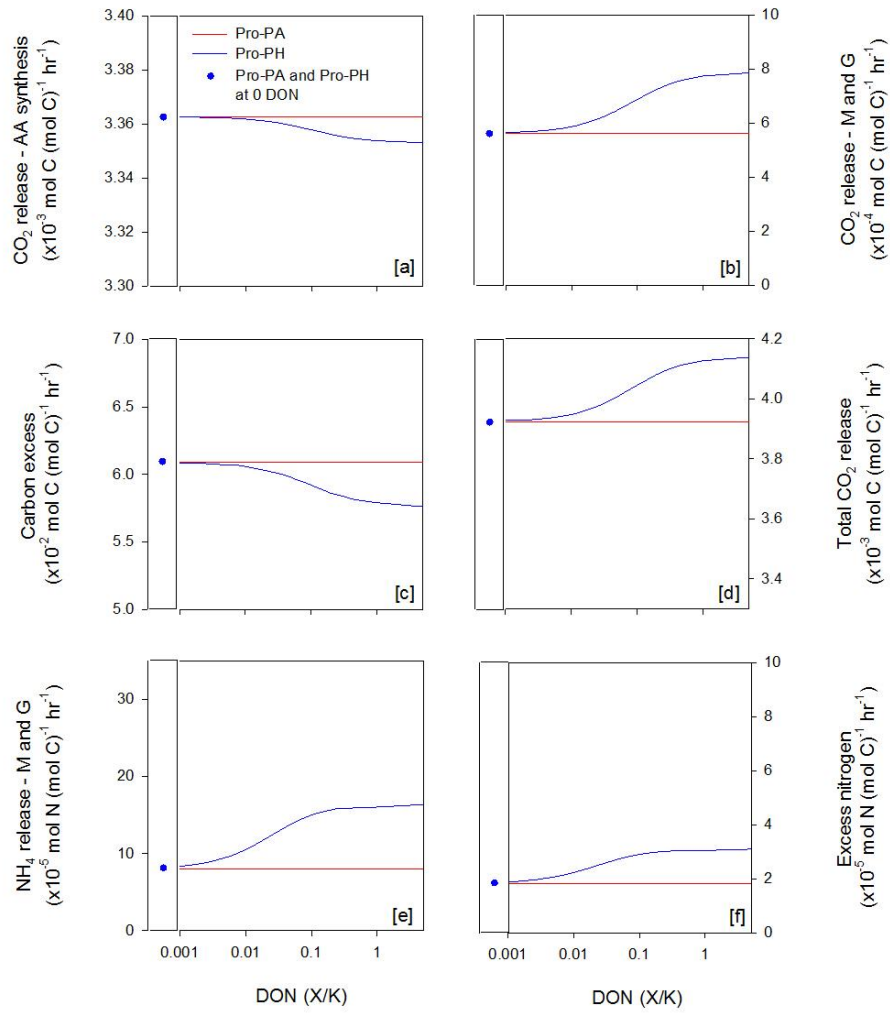 CO₂ release - AA synthesis
(x10⁻³ mol C (mol C)⁻¹ hr⁻¹)
3.40
3.38
3.36
3.34
3.32
3.30
Pro-PA
Pro-PH
Pro-PA and Pro-PH
at 0 DON
[a]
10
8
6
4
2
0
[b]
CO₂ release - M and G
(x10⁻⁴ mol C (mol C)⁻¹ hr⁻¹
Carbon excess
(x10⁻² mol C (mol C)⁻¹ hr⁻¹)
7.0
6.5
6.0
5.5
5.0
[c]
4.2
4.0
3.8
3.6
3.4
[d]
Total CO₂ release
(x10⁻³ mol C (mol C)⁻¹ hr⁻¹)
NH₄ release - M and G
(x10⁻⁵ mol N (mol C)⁻¹ hr⁻¹)
30
20
10
0
[e]
0.001
0.01
0.1
1
DON (X/K)
10
8
6
4
2
0
[f]
0.001
0.01
0.1
1
DON (X/K)
Excess nitrogen
(x10⁻⁵ mol N (mol C)⁻¹ hr⁻¹)